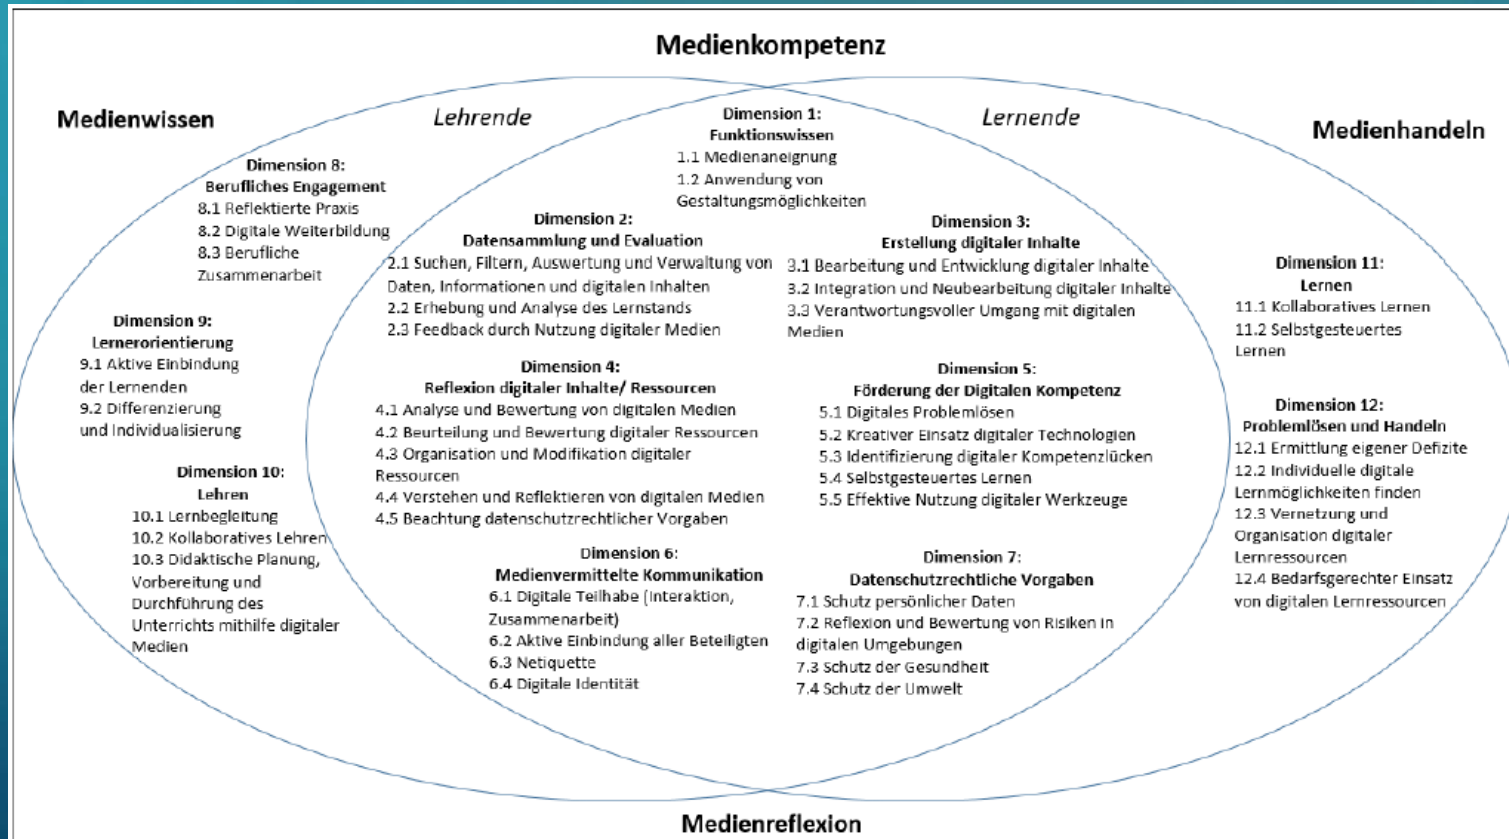 Medienkompetenz
Medienwissen
Lehrende
Lernende
Medienhandeln
Dimension 1:
Funktionswissen
1.1 Medienaneignung
1.2 Anwendung von
Gestaltungsmöglichkeiten
Dimension 8:
Berufliches Engagement
8.1 Reflektierte Praxis
8.2 Digitale Weiterbildung
8.3 Berufliche
Zusammenarbeit
Dimension 9:
Lernerorientierung
9.1 Aktive Einbindung
der Lernenden
9.2 Differenzierung
und Individualisierung
Dimension 10:
Lehren
10.1 Lernbegleitung
10.2 Kollaboratives Lehren
10.3 Didaktische Planung,
Vorbereitung und
Durchführung des
Unterrichts mithilfe digitaler
Medien
Dimension 2:
Datensammlung und Evaluation
2.1 Suchen, Filtern, Auswertung und Verwaltung von
Daten, Informationen und digitalen Inhalten
2.2 Erhebung und Analyse des Lernstands
2.3 Feedback durch Nutzung digitaler Medien
Dimension 3:
Erstellung digitaler Inhalte
3.1 Bearbeitung und Entwicklung digitaler Inhalte
3.2 Integration und Neubearbeitung digitaler Inhalte
3.3 Verantwortungsvoller Umgang mit digitalen
Medien
Dimension 4:
Reflexion digitaler Inhalte/ Ressourcen
4.1 Analyse und Bewertung von digitalen Medien
4.2 Beurteilung und Bewertung digitaler Ressourcen
4.3 Organisation und Modifikation digitaler
Ressourcen
4.4 Verstehen und Reflektieren von digitalen Medien
4.5 Beachtung datenschutzrechtlicher Vorgaben
Dimension 5:
Förderung der Digitalen Kompetenz
5.1 Digitales Problemlösen
5.2 Kreativer Einsatz digitaler Technologien
5.3 Identifizierung digitaler Kompetenzlücken
5.4 Selbstgesteuertes Lernen
5.5 Effektive Nutzung digitaler Werkzeuge
Dimension 6:
Medienvermittelte Kommunikation
6.1 Digitale Teilhabe (Interaktion,
Zusammenarbeit)
6.2 Aktive Einbindung aller Beteiligten
6.3 Netiquette
6.4 Digitale Identität
Dimension 7:
Datenschutzrechtliche Vorgaben
7.1 Schutz persönlicher Daten
7.2 Reflexion und Bewertung von Risiken in
digitalen Umgebungen
7.3 Schutz der Gesundheit
7.4 Schutz der Umwelt
Dimension 11:
Lernen
11.1 Kollaboratives Lernen
11.2 Selbstgesteuertes
Lernen
Dimension 12:
Problemlösen und Handeln
12.1 Ermittlung eigener Defizite
12.2 Individuelle digitale
Lernmöglichkeiten finden
12.3 Vernetzung und
Organisation digitaler
Lernressourcen
12.4 Bedarfsgerechter Einsatz
von digitalen Lernressourcen
Medienreflexion